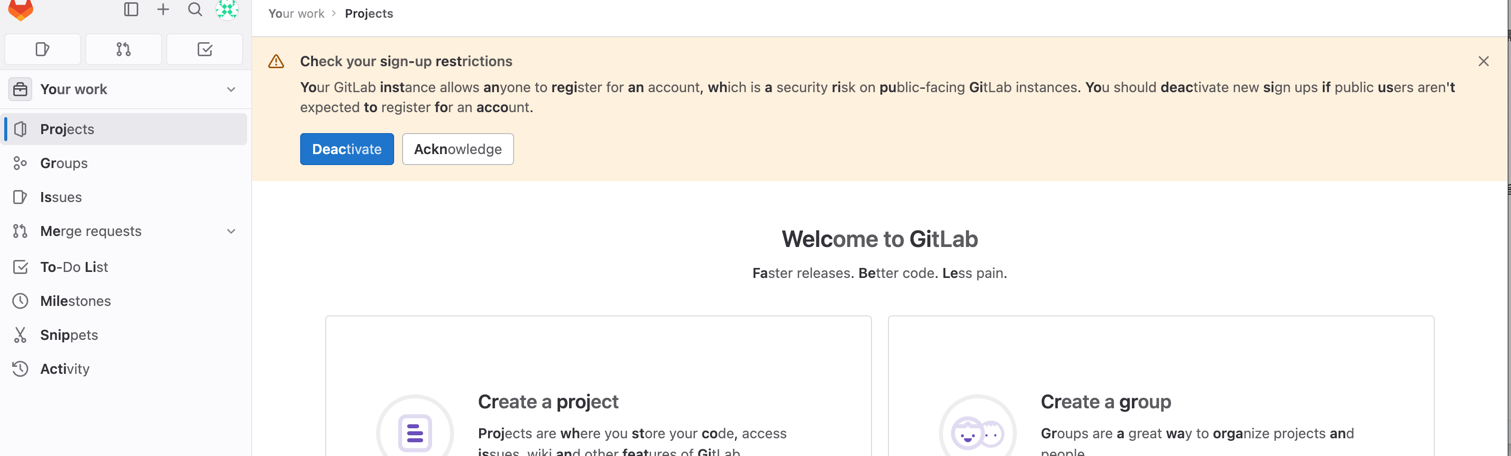 Your work › Projects
Your work
Projects
Groups
Issues
Merge requests
To-Do List
Milestones
Snippets
Activity
Check your sign-up restrictions
Your GitLab instance allows anyone to register for an account, which is a security risk on public-facing GitLab instances. You should deactivate new sign ups if public users aren't
expected to register for an account.
Deactivate
Acknowledge
Welcome to GitLab
Faster releases. Better code. Less pain.
Create a project
Projects are where you store your code, access
issues, wiki and other features of GitLab.
Create a group
Groups are a great way to organize projects and
people.